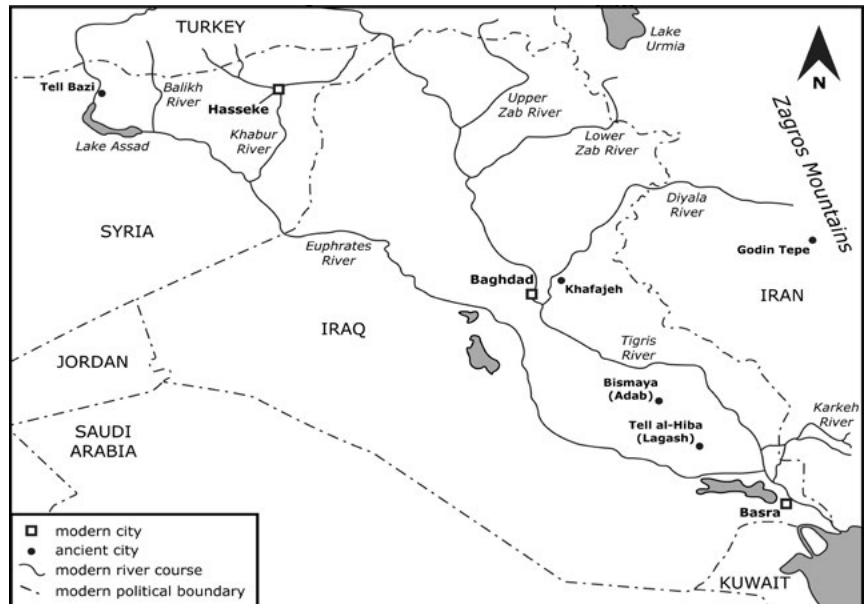 TURKEY
Lake
Urmia
N
Tell Bazi
Balikh
River
Hasseke
Khabur
River
Lake Assad
Upper
Zab River
Lower
Zab River
Zagros Mountains
Diyala
River
SYRIA
Euphrates
River
Godin Tepe
Baghdad
Khafajeh
IRAN
IRAQ
JORDAN
Tigris
River
Bismaya
(Adab)
Karkeh
River
SAUDI
ARABIA
Tell al-Hiba
(Lagash)
Basra
KUWAIT
modern city
ancient city
modern river course
modern political boundary